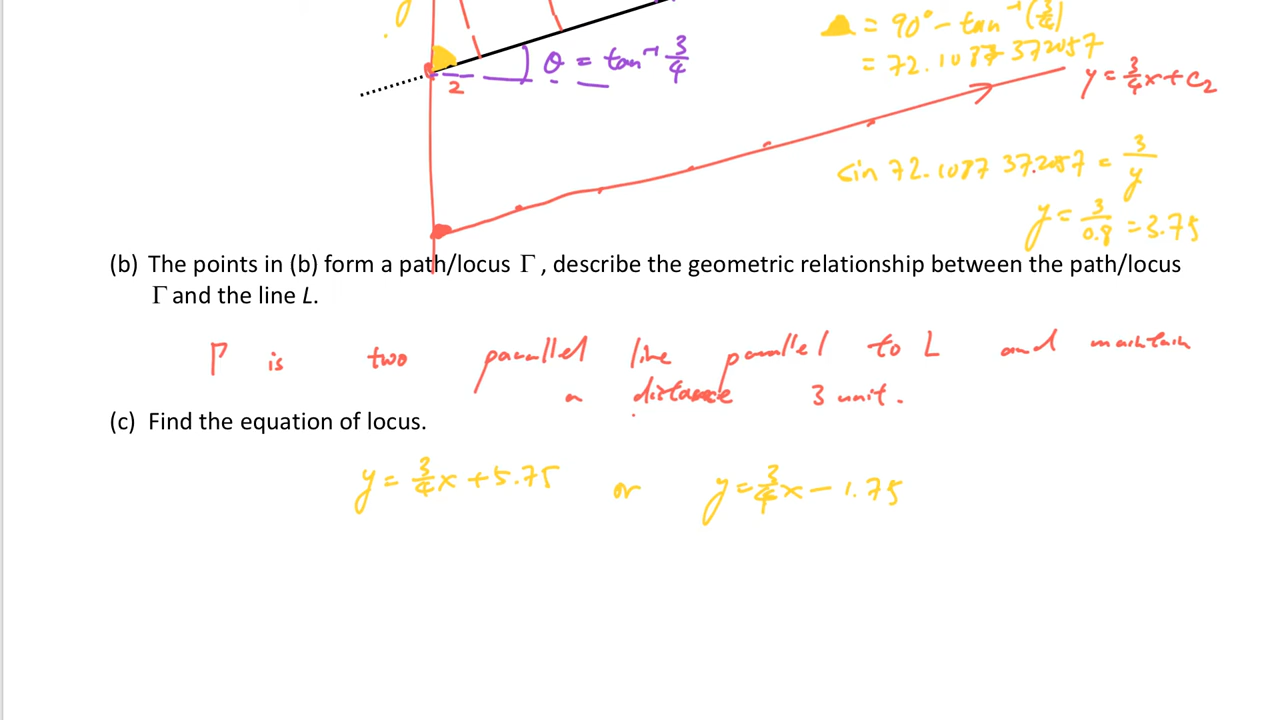 = 90° – tan⁻¹(3/4)
2 θ = tan⁻¹ 3/4 = 72.1087 372057
y = 3/4x + C₂
sin 72.1087 372057 = 3/y
y = 3/0.8 = 3.75
(b) The points in (b) form a path/locus Γ, describe the geometric relationship between the path/locus
Γ and the line L.
Γ is two parallel line parallel to L and maintain
a distance 3 unit.
(c) Find the equation of locus.
y = 3/4x + 5.75 or y = 3/4x – 1.75